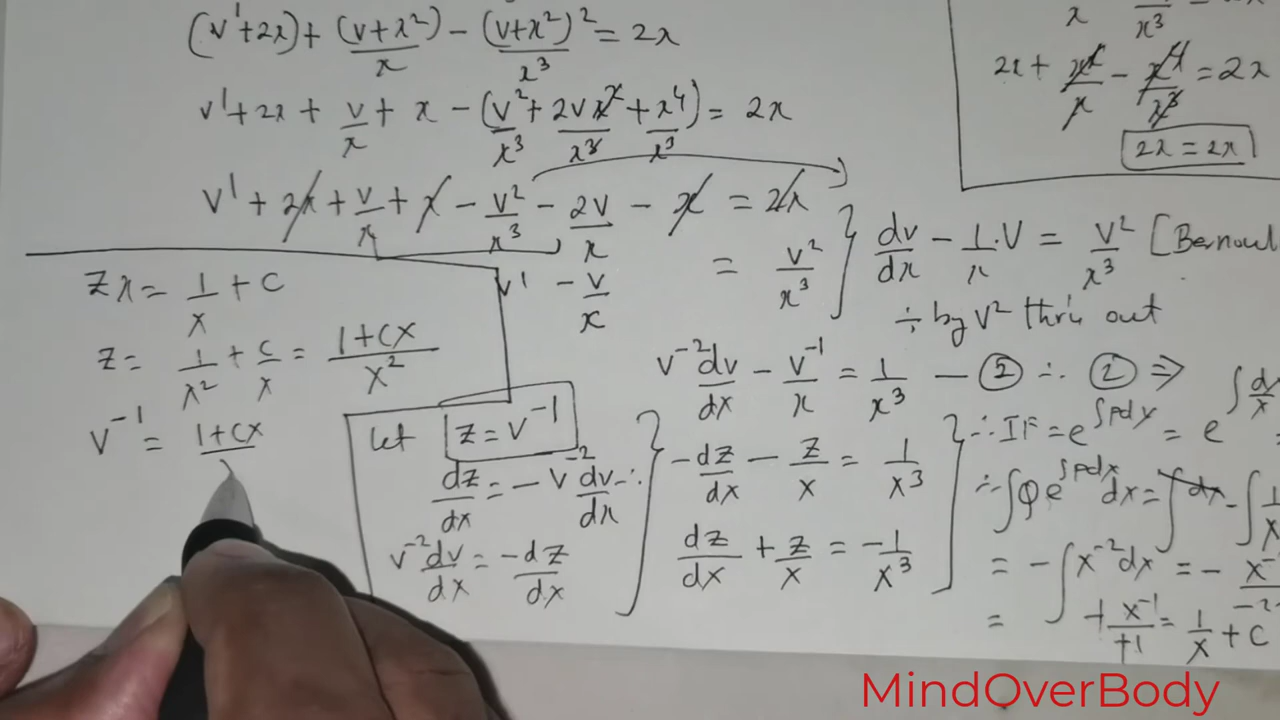 (v'+2x) + (v+x²)/x - (v+x²)²/x³ = 2x
v'+2x + v/x + x - (v²/x³ + 2vx²/x³ + x⁴/x³) = 2x
v' + 2x + v/x + x - v²/x³ - 2v/x - x = 2x
v' - v/x = v²/x³
x x³
2x + x²/x - x⁴/x³ = 2x
2x = 2x
dv/dx - 1/x · V = V²/x³ [Bernoul
÷ by V² thru out
v⁻² dv/dx - v⁻¹/x = 1/x³ — ② ∴ ② ⇒
let z = v⁻¹
dz/dx = - v⁻² dv/dx ∴
v⁻² dv/dx = - dz/dx
- dz/dx - z/x = 1/x³
dz/dx + z/x = -1/x³
∴ IF = e^∫pdx = e^∫dx/x =
∴ ∫Q e^∫pdx dx = ∫ dx - ∫ 1/x
= - ∫ x⁻² dx = - x⁻
= + x⁻¹/+1 = 1/x + C
zx = 1/x + C
z = 1/x² + C/x = 1+CX/X²
v⁻¹ = 1+CX
MindOverBody